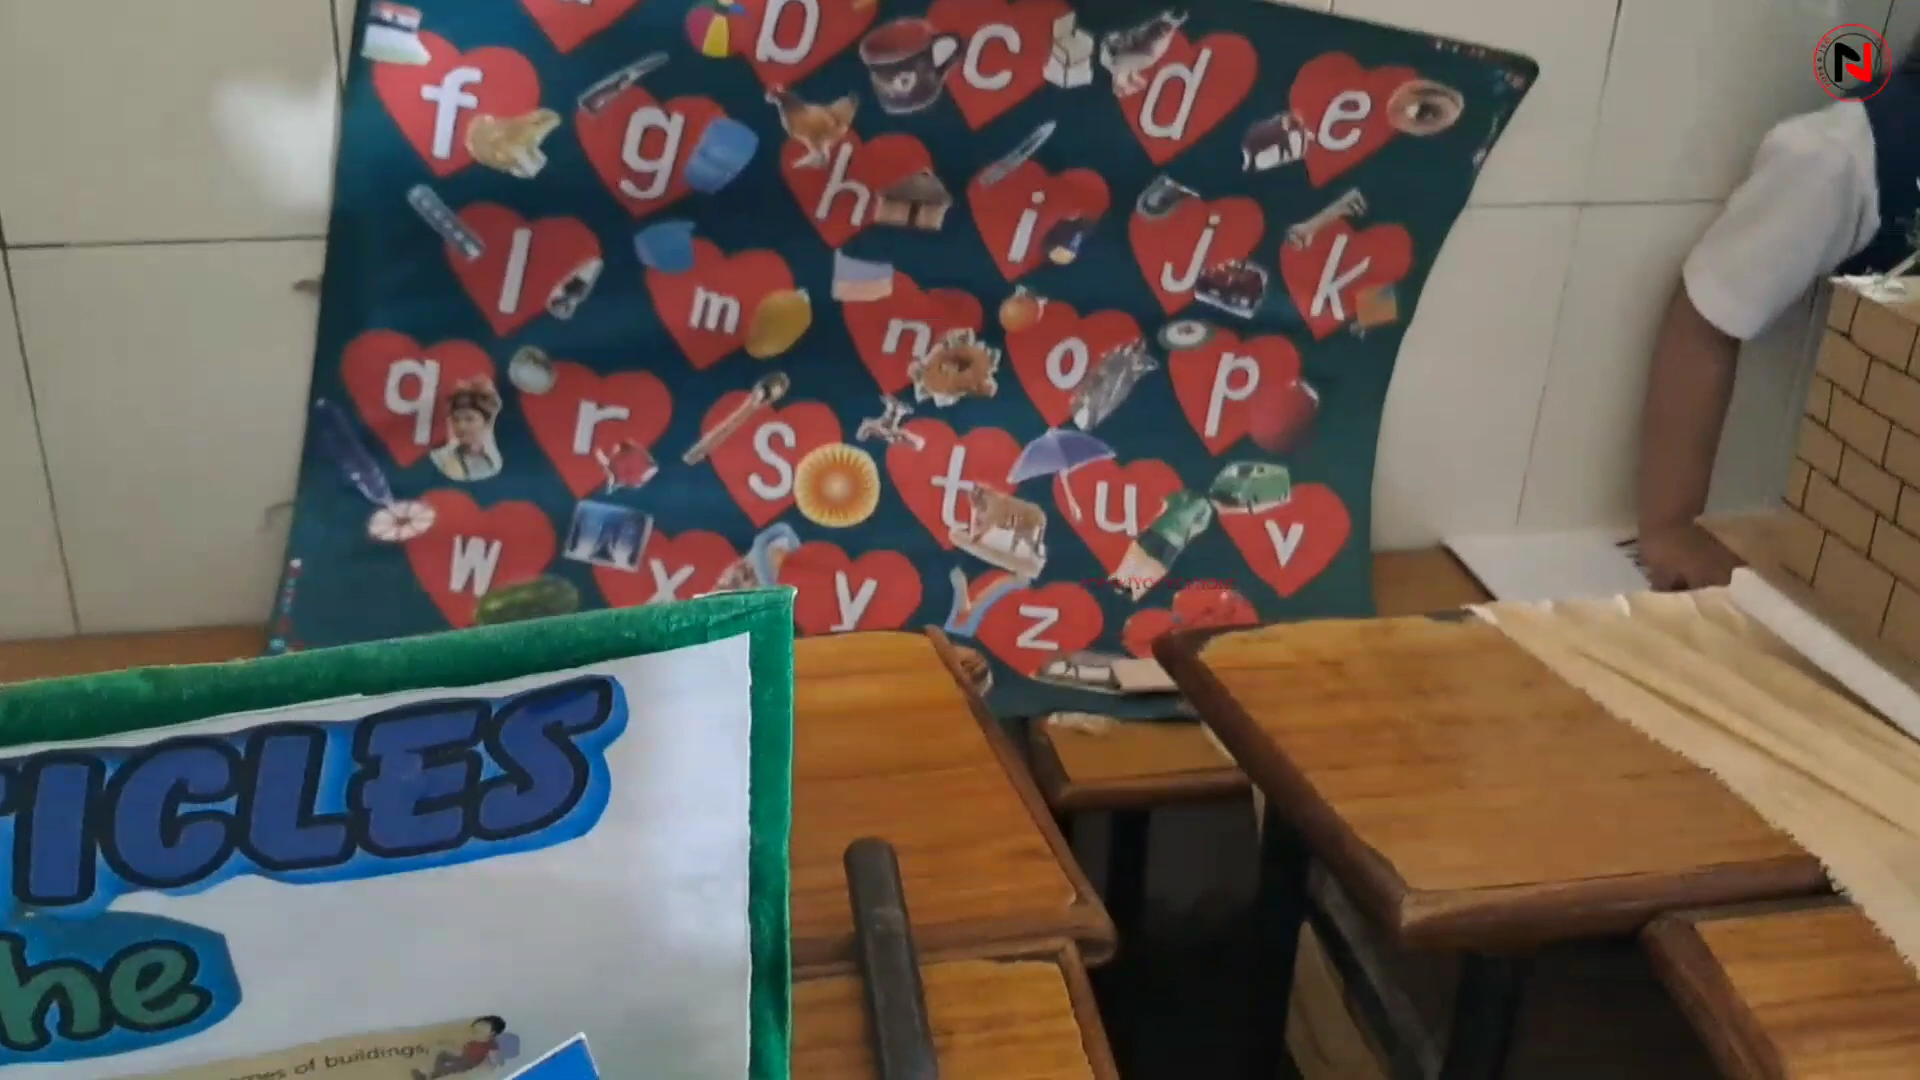 b c d e
f g h i j k
l m n o p
q r s t u v
w x y z
ICLES
he
of buildings,